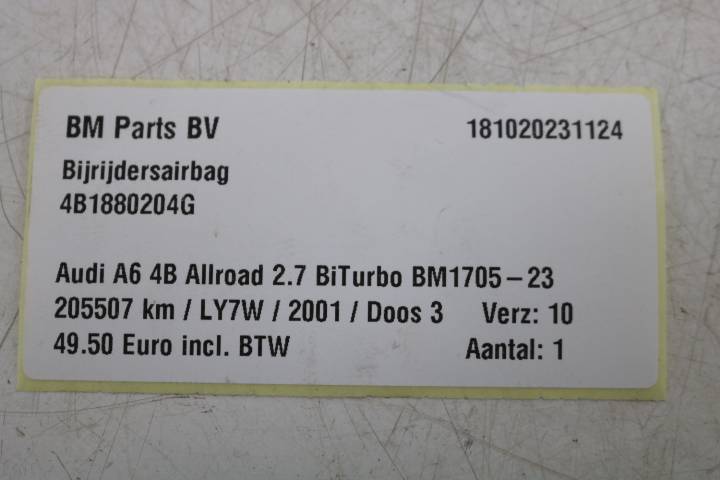 BM Parts BV 181020231124
Bijrijdersairbag
4B1880204G
Audi A6 4B Allroad 2.7 BiTurbo BM1705-23
205507 km / LY7W / 2001 / Doos 3 Verz: 10
49.50 Euro incl. BTW Aantal: 1